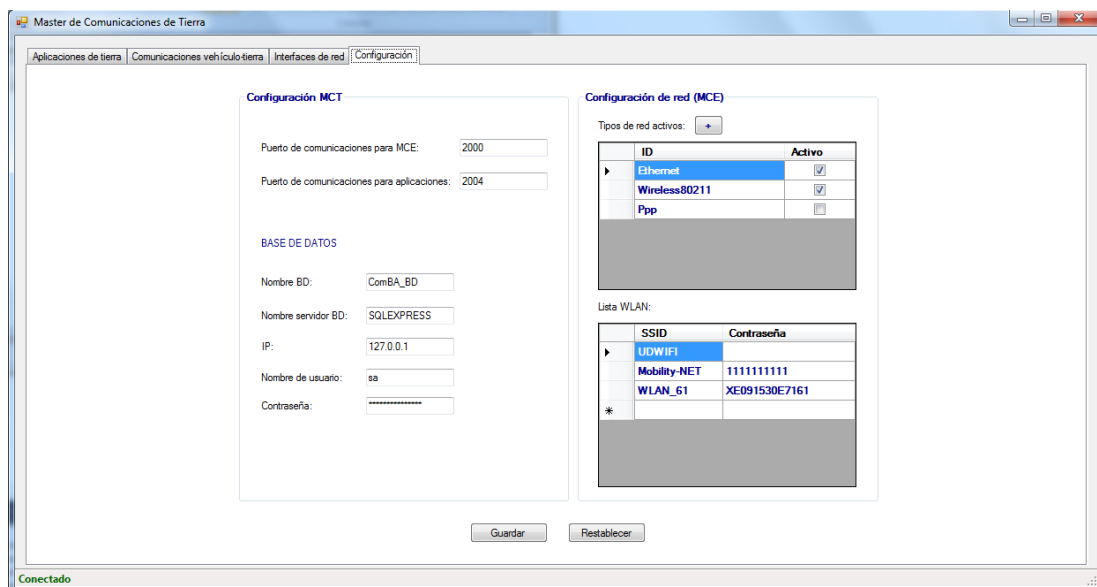 Master de Comunicaciones de Tierra
Aplicaciones de tierra Comunicaciones vehículo-tierra Interfaces de red Configuración
Configuración MCT
Puerto de comunicaciones para MCE: 2000
Puerto de comunicaciones para aplicaciones: 2004
BASE DE DATOS
Nombre BD: ComBA_BD
Nombre servidor BD: SQLEXPRESS
IP: 127.0.0.1
Nombre de usuario: sa
Contraseña: ***************
Configuración de red (MCE)
Tipos de red activos: +
ID Activo
Ethernet
Wireless80211
Ppp
Lista WLAN:
SSID Contraseña
UDWIFI
Mobility-NET 1111111111
WLAN_61 XE091530E7161
Guardar Restablecer
Conectado